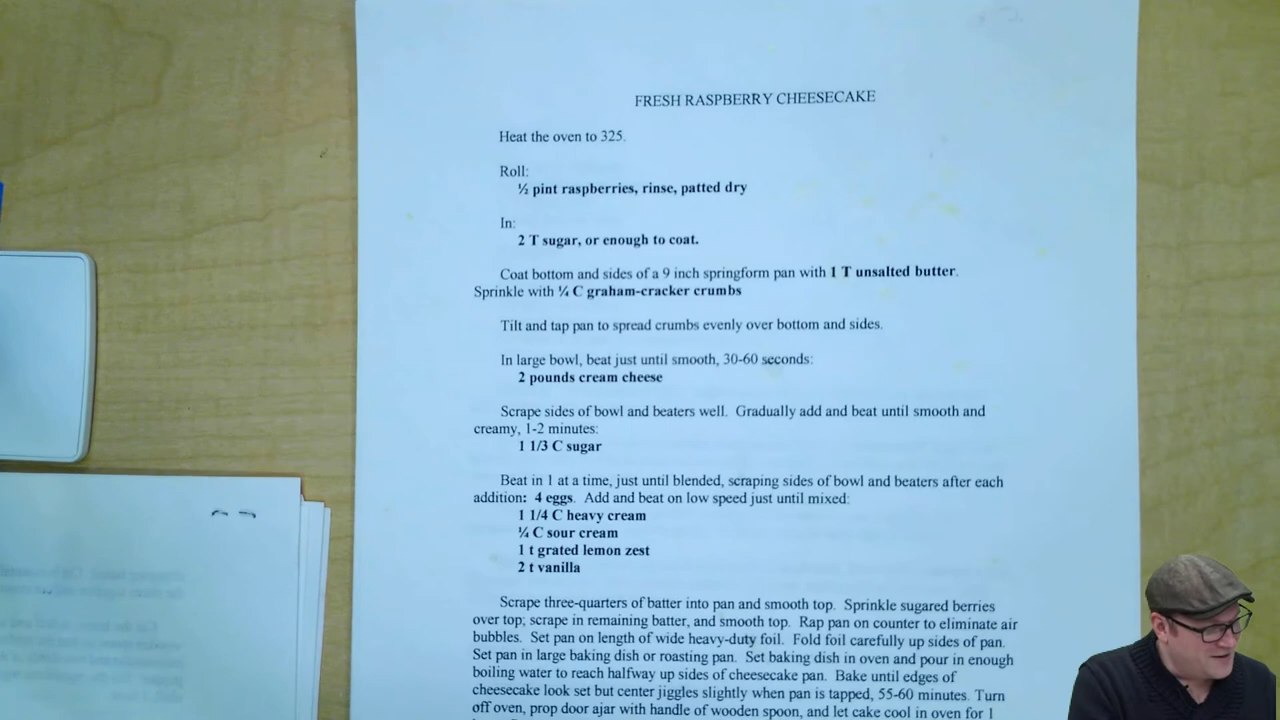 FRESH RASPBERRY CHEESECAKE
Heat the oven to 325.
Roll:
½ pint raspberries, rinse, patted dry
In:
2 T sugar, or enough to coat.
Coat bottom and sides of a 9 inch springform pan with 1 T unsalted butter.
Sprinkle with ¼ C graham-cracker crumbs
Tilt and tap pan to spread crumbs evenly over bottom and sides.
In large bowl, beat just until smooth, 30-60 seconds:
2 pounds cream cheese
Scrape sides of bowl and beaters well. Gradually add and beat until smooth and
creamy, 1-2 minutes:
1 1/3 C sugar
Beat in 1 at a time, just until blended, scraping sides of bowl and beaters after each
addition: 4 eggs. Add and beat on low speed just until mixed:
1 1/4 C heavy cream
¼ C sour cream
1 t grated lemon zest
2 t vanilla
Scrape three-quarters of batter into pan and smooth top. Sprinkle sugared berries
over top; scrape in remaining batter, and smooth top. Rap pan on counter to eliminate air
bubbles. Set pan on length of wide heavy-duty foil. Fold foil carefully up sides of pan.
Set pan in large baking dish or roasting pan. Set baking dish in oven and pour in enough
boiling water to reach halfway up sides of cheesecake pan. Bake until edges of
cheesecake look set but center jiggles slightly when pan is tapped, 55-60 minutes. Turn
off oven, prop door ajar with handle of wooden spoon, and let cake cool in oven for 1